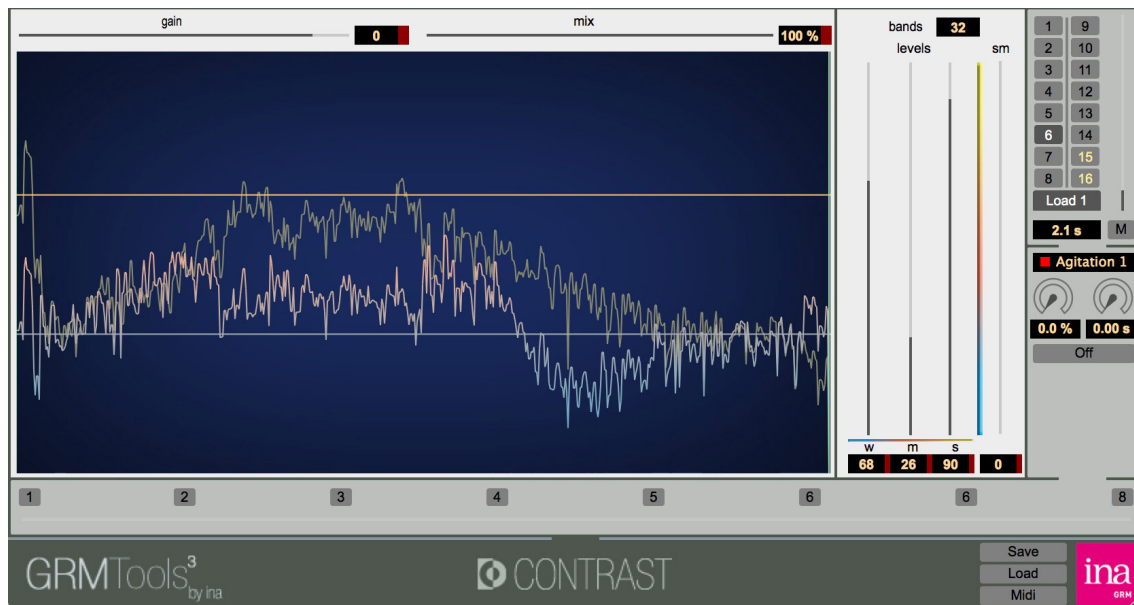 gain
mix
0
100 %
bands
32
levels
sm
w
m
s
68
26
90
0
1 9
2 10
3 11
4 12
5 13
6 14
7 15
8 16
Load 1
2.1 s
M
Agitation 1
0.0 %
0.00 s
Off
1 2 3 4 5 6 6 8
GRMTools3
by ina
CONTRAST
Save
Load
Midi
ina
GRM